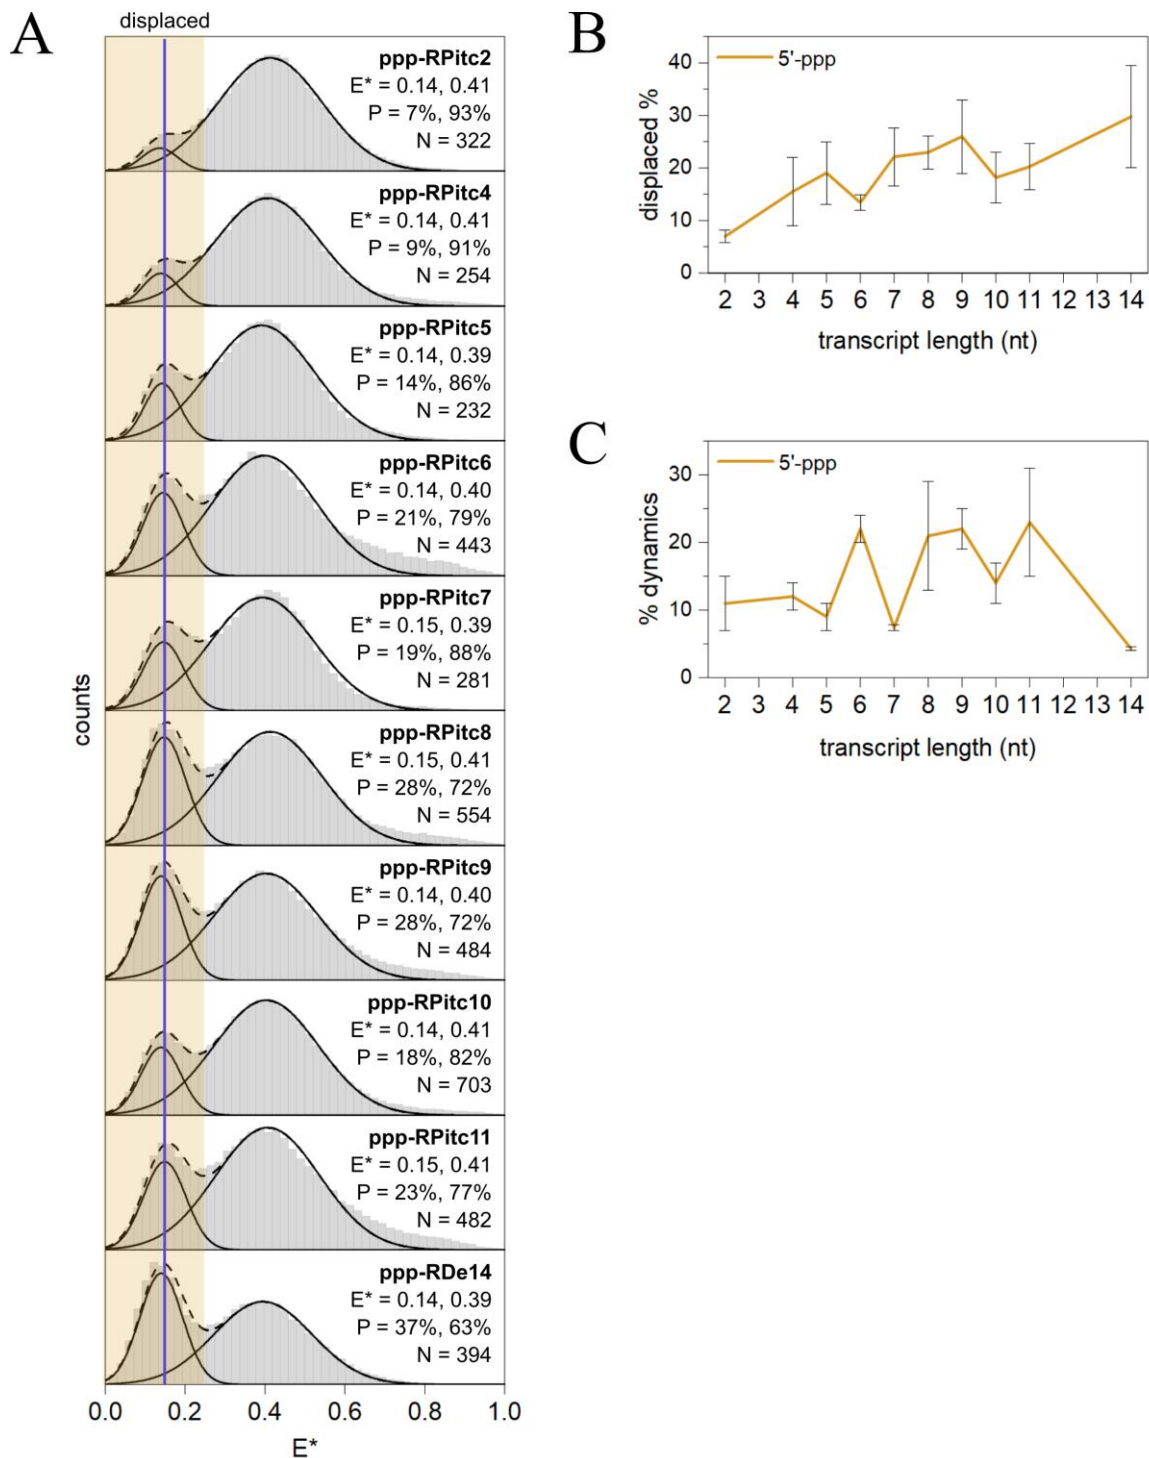 A
displaced
ppp-RPitc2
E* = 0.14, 0.41
P = 7%, 93%
N = 322
ppp-RPitc4
E* = 0.14, 0.41
P = 9%, 91%
N = 254
ppp-RPitc5
E* = 0.14, 0.39
P = 14%, 86%
N = 232
ppp-RPitc6
E* = 0.14, 0.40
P = 21%, 79%
N = 443
ppp-RPitc7
E* = 0.15, 0.39
P = 19%, 88%
N = 281
ppp-RPitc8
E* = 0.15, 0.41
P = 28%, 72%
N = 554
ppp-RPitc9
E* = 0.14, 0.40
P = 28%, 72%
N = 484
ppp-RPitc10
E* = 0.14, 0.41
P = 18%, 82%
N = 703
ppp-RPitc11
E* = 0.15, 0.41
P = 23%, 77%
N = 482
ppp-RDe14
E* = 0.14, 0.39
P = 37%, 63%
N = 394
counts
0.0 0.2 0.4 0.6 0.8 1.0
E*
B
5'-ppp
displaced %
40
30
20
10
0
2 3 4 5 6 7 8 9 10 11 12 13 14
transcript length (nt)
C
5'-ppp
% dynamics
30
20
10
0
2 3 4 5 6 7 8 9 10 11 12 13 14
transcript length (nt)